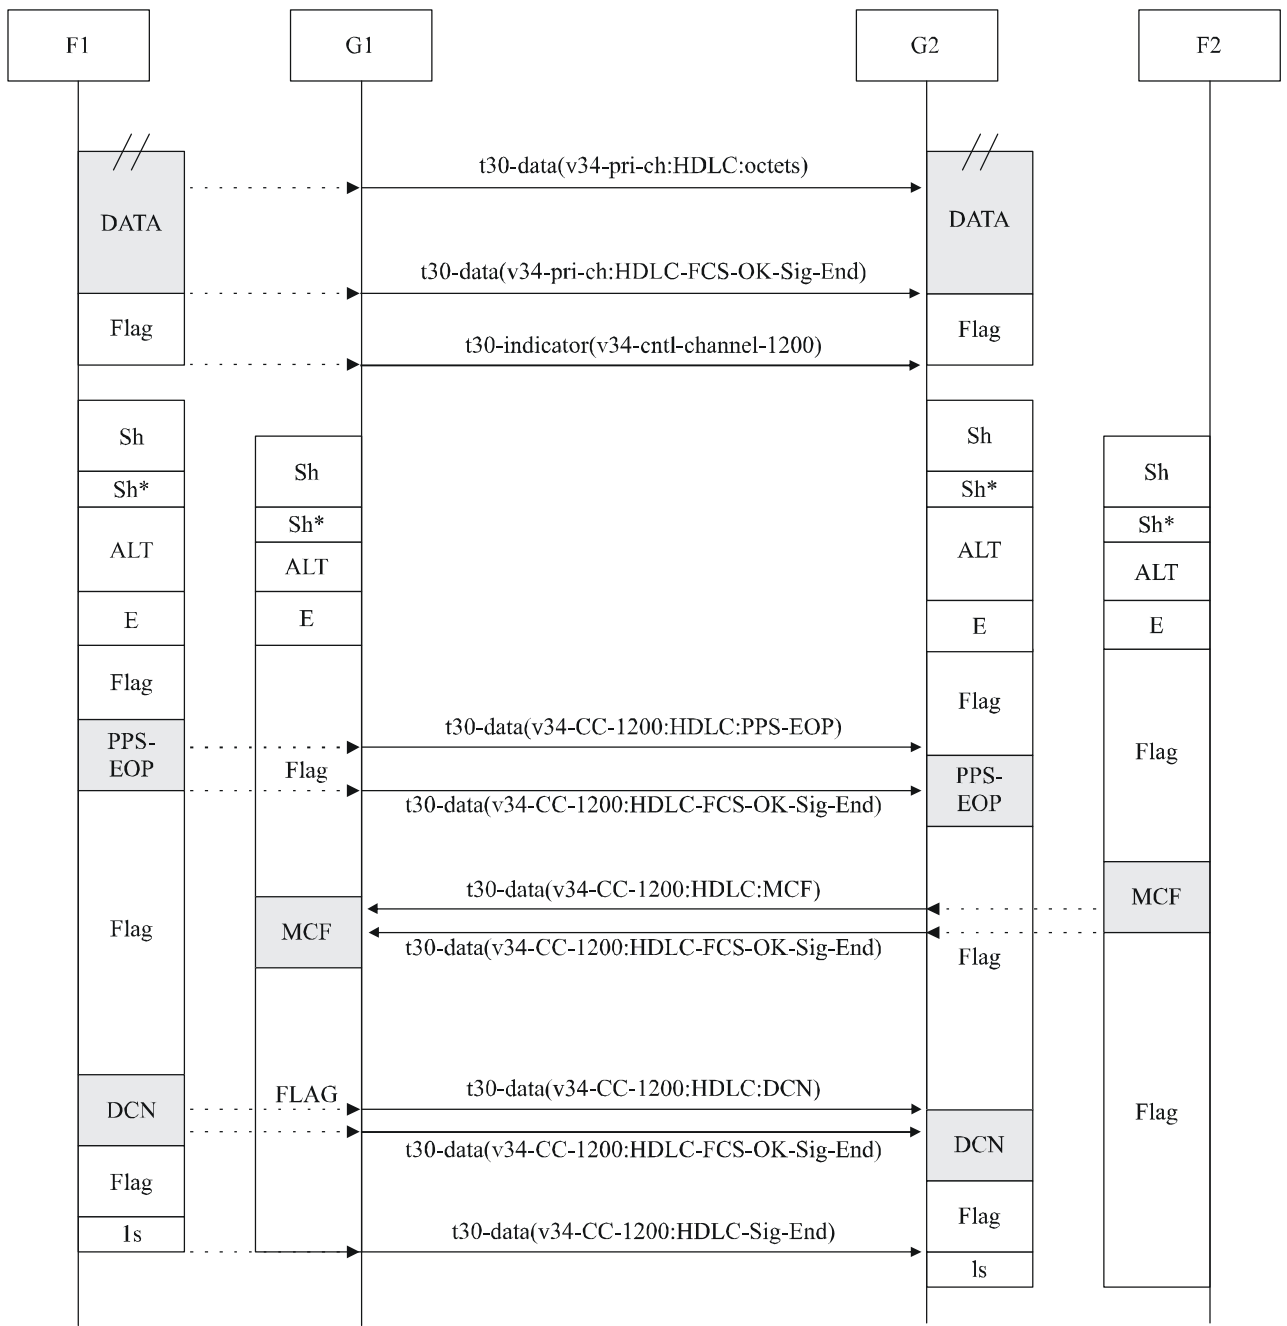 F1 G1 G2 F2
t30-data(v34-pri-ch:HDLC:octets)
DATA DATA
t30-data(v34-pri-ch:HDLC-FCS-OK-Sig-End)
Flag Flag
t30-indicator(v34-cntl-channel-1200)
Sh Sh
Sh Sh
Sh* Sh*
Sh* Sh*
ALT ALT
ALT ALT
E E E E
Flag Flag
t30-data(v34-CC-1200:HDLC:PPS-EOP)
PPS-
EOP
Flag Flag
PPS-
EOP
t30-data(v34-CC-1200:HDLC-FCS-OK-Sig-End)
t30-data(v34-CC-1200:HDLC:MCF)
MCF
Flag MCF
t30-data(v34-CC-1200:HDLC-FCS-OK-Sig-End)
Flag
t30-data(v34-CC-1200:HDLC:DCN)
FLAG
DCN Flag
t30-data(v34-CC-1200:HDLC-FCS-OK-Sig-End)
DCN
Flag Flag
t30-data(v34-CC-1200:HDLC-Sig-End)
1s
1s